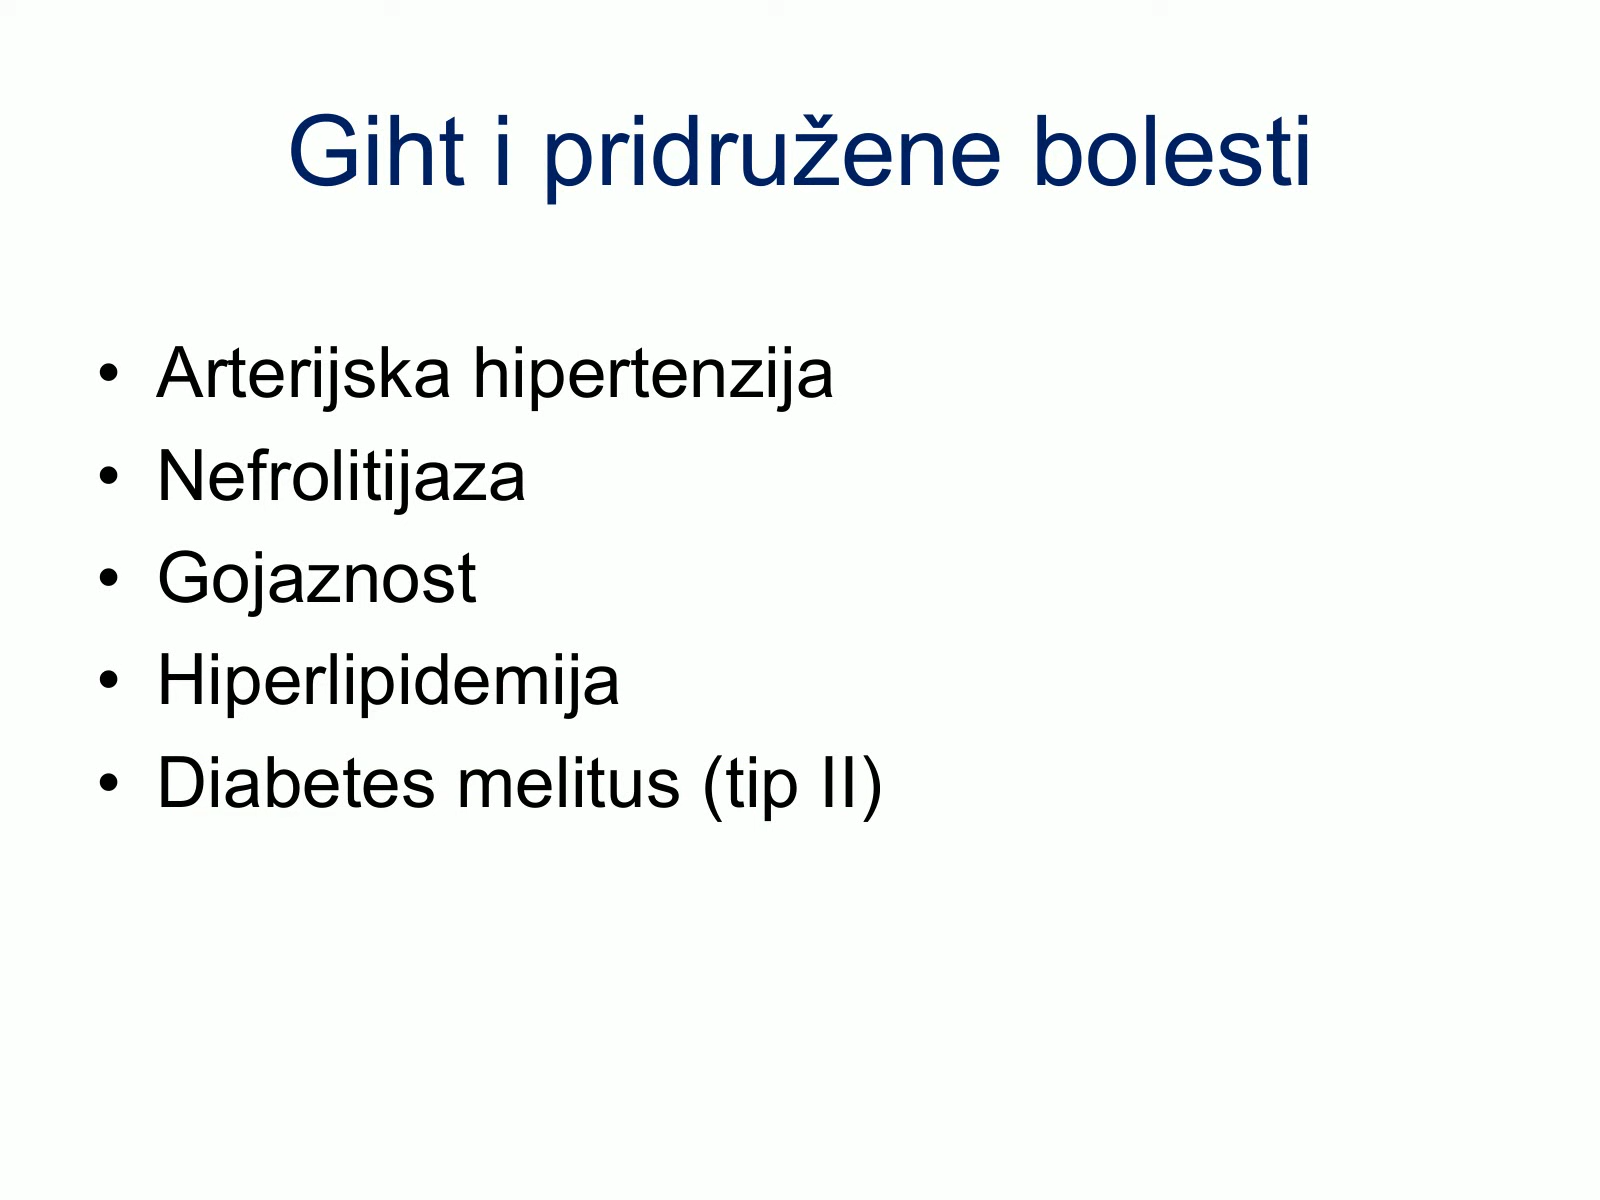 Giht i pridružene bolesti
• Arterijska hipertenzija
• Nefrolitijaza
• Gojaznost
• Hiperlipidemija
• Diabetes melitus (tip II)